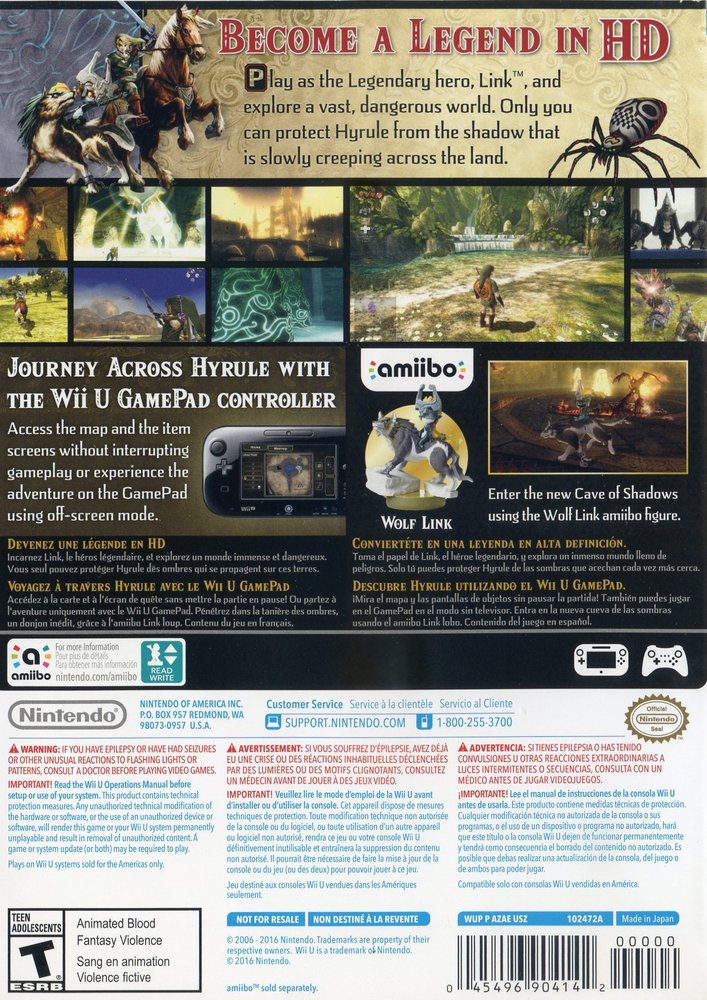 BECOME A LEGEND IN HD
Play as the Legendary hero, Link™, and
explore a vast, dangerous world. Only you
can protect Hyrule from the shadow that
is slowly creeping across the land.
JOURNEY ACROSS HYRULE WITH
THE WII U GAMEPAD CONTROLLER
Access the map and the item
screens without interrupting
gameplay or experience the
adventure on the GamePad
using off-screen mode.
Wii U
amiibo
WOLF LINK
Enter the new Cave of Shadows
using the Wolf Link amiibo figure.
DEVENEZ UNE LÉGENDE EN HD
Incarnez Link, le héros légendaire, et explorez un monde immense et dangereux.
Vous seul pouvez protéger Hyrule des ombres qui se propagent sur ces terres.
VOYAGEZ À TRAVERS HYRULE AVEC LE WII U GAMEPAD
Accédez à la carte et à l'écran de quête sans mettre la partie en pause! Ou partez à
l'aventure uniquement avec le Wii U GamePad. Pénétrez dans la tanière des ombres,
un donjon inédit, grâce à l'amiibo Link loup. Contenu du jeu en français.
CONVIÉRTETE EN UNA LEYENDA EN ALTA DEFINICIÓN.
Toma el papel de Link, el héroe legendario, y explora un inmenso mundo lleno de
peligros. Solo tú puedes proteger Hyrule de las sombras que acechan cada vez más cerca.
DESCUBRE HYRULE UTILIZANDO EL WII U GAMEPAD.
¡Mira el mapa y las pantallas de objetos sin pausar la partida! También puedes jugar
en el GamePad en el modo sin televisor. Entra en la nueva cueva de las sombras
usando el amiibo Link lobo. Contenido del juego en español.
amiibo
For more Information
Pour plus de détails
Para obtener más información
nintendo.com/amiibo
READ
WRITE
Nintendo®
NINTENDO OF AMERICA INC.
P.O. BOX 957 REDMOND, WA
98073-0957 U.S.A.
Customer Service Service à la clientèle Servicio al Cliente
SUPPORT.NINTENDO.COM 1-800-255-3700
Official
Nintendo
Seal
WARNING: IF YOU HAVE EPILEPSY OR HAVE HAD SEIZURES
OR OTHER UNUSUAL REACTIONS TO FLASHING LIGHTS OR
PATTERNS, CONSULT A DOCTOR BEFORE PLAYING VIDEO GAMES.
IMPORTANT! Read the Wii U Operations Manual before
setup or use of your system. This product contains technical
protection measures. Any unauthorized technical modification of
the hardware or software, or the use of an unauthorized device or
software, will render this game or your Wii U system permanently
unplayable and result in removal of unauthorized content. A
game or system update (or both) may be required to play.
Plays on Wii U systems sold for the Americas only.
AVERTISSEMENT: SI VOUS SOUFFREZ D'ÉPILEPSIE, AVEZ DÉJÀ
EU UNE CRISE OU DES RÉACTIONS INHABITUELLES DÉCLENCHÉES
PAR DES LUMIÈRES OU DES MOTIFS CLIGNOTANTS, CONSULTEZ
UN MÉDECIN AVANT DE JOUER À DES JEUX VIDÉO.
IMPORTANT! Veuillez lire le mode d'emploi de la Wii U avant
d'installer ou d'utiliser la console. Cet appareil dispose de mesures
techniques de protection. Toute modification technique non autorisée
de la console ou du logiciel, ou toute utilisation d'un autre appareil
ou logiciel non autorisé, rendra ce jeu ou votre console Wii U
définitivement inutilisable et entraînera la suppression du contenu
non autorisé. Il pourrait être nécessaire de faire la mise à jour de la
console ou du jeu (ou des deux) pour pouvoir jouer à ce jeu.
Jeu destiné aux consoles Wii U vendues dans les Amériques
seulement.
ADVERTENCIA: SI TIENES EPILEPSIA O HAS TENIDO
CONVULSIONES U OTRAS REACCIONES EXTRAORDINARIAS A
LUCES INTERMITENTES O SECUENCIAS, CONSULTA CON UN
MÉDICO ANTES DE JUGAR VIDEOJUEGOS.
¡IMPORTANTE! Lee el manual de instrucciones de la consola Wii U
antes de usarla. Este producto contiene medidas técnicas de protección.
Cualquier modificación técnica no autorizada de la consola o sus
programas, o el uso de un dispositivo o programa no autorizado, hará
que este título o la consola Wii U dejen de funcionar permanentemente
y tendrá como consecuencia el borrado del contenido no autorizado. Es
posible que debas realizar una actualización de la consola, del juego o
de ambos para poder jugar.
Compatible solo con consolas Wii U vendidas en América.
TEEN
ADOLESCENTS
T
®
ESRB
Animated Blood
Fantasy Violence
Sang en animation
Violence fictive
NOT FOR RESALE NON DESTINÉ À LA REVENTE
© 2006 - 2016 Nintendo. Trademarks are property of their
respective owners. Wii U is a trademark of Nintendo.
© 2016 Nintendo.
amiibo™ sold separately.
WUP P AZAE USZ 102472A Made in Japan
00000
0 45496 90414 2